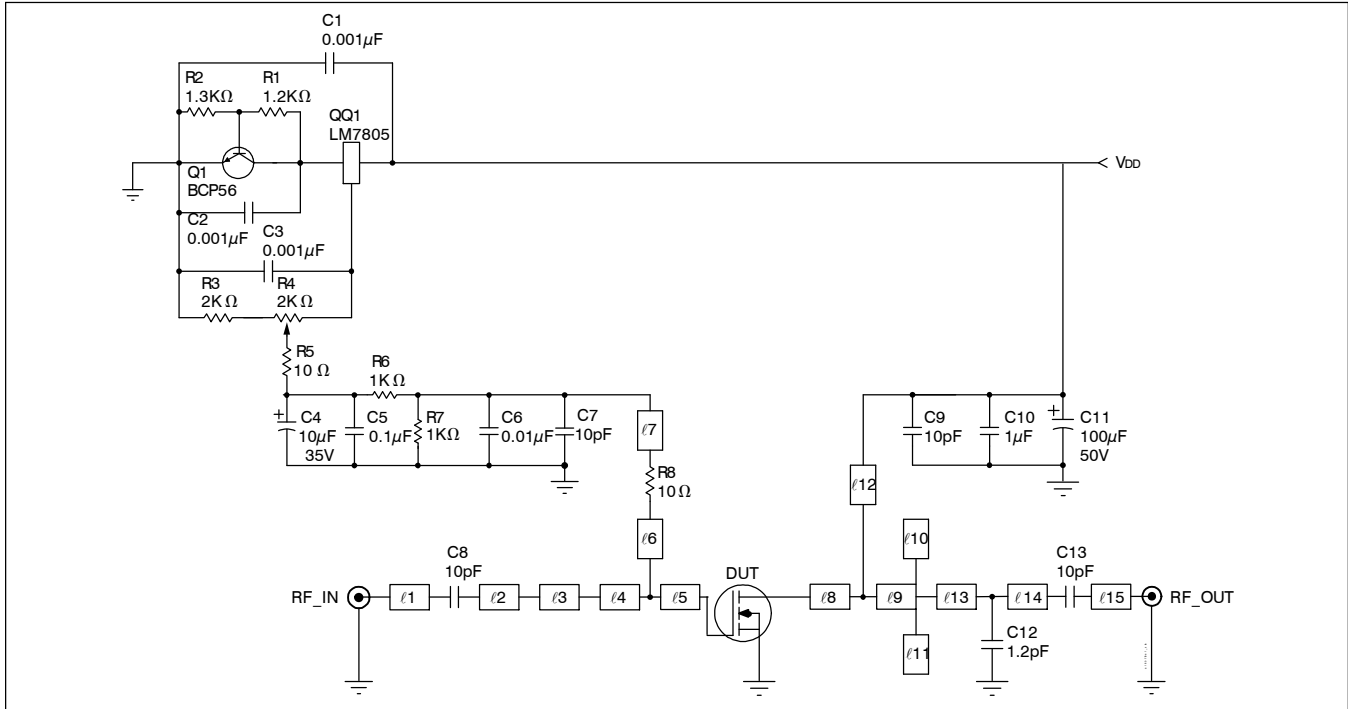 C1
0.001µF
R2
1.3KΩ
R1
1.2KΩ
QQ1
LM7805
Q1
BCP56
VDD
C2
0.001µF
C3
0.001µF
R3
2KΩ
R4
2KΩ
R5
10 Ω
R6
1KΩ
C4
10µF
35V
C5
0.1µF
R7
1KΩ
C6
0.01µF
C7
10pF
ℓ7
R8
10 Ω
ℓ6
C9
10pF
C10
1µF
+
C11
100µF
50V
+
ℓ12
ℓ10
C8
10pF
DUT
C13
10pF
RF_IN
ℓ1
ℓ2
ℓ3
ℓ4
ℓ5
ℓ8
ℓ9
ℓ13
ℓ14
ℓ15
RF_OUT
ℓ11
C12
1.2pF